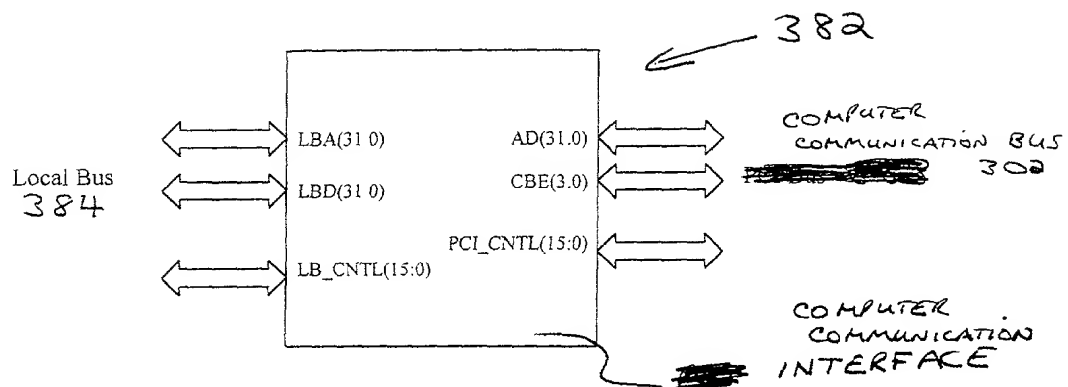 382
LBA(31 0)
AD(31.0)
COMPUTER
COMMUNICATION BUS
302
Local Bus
384
LBD(31 0)
CBE(3.0)
LB_CNTL(15:0)
PCI_CNTL(15:0)
COMPUTER
COMMUNICATION
INTERFACE